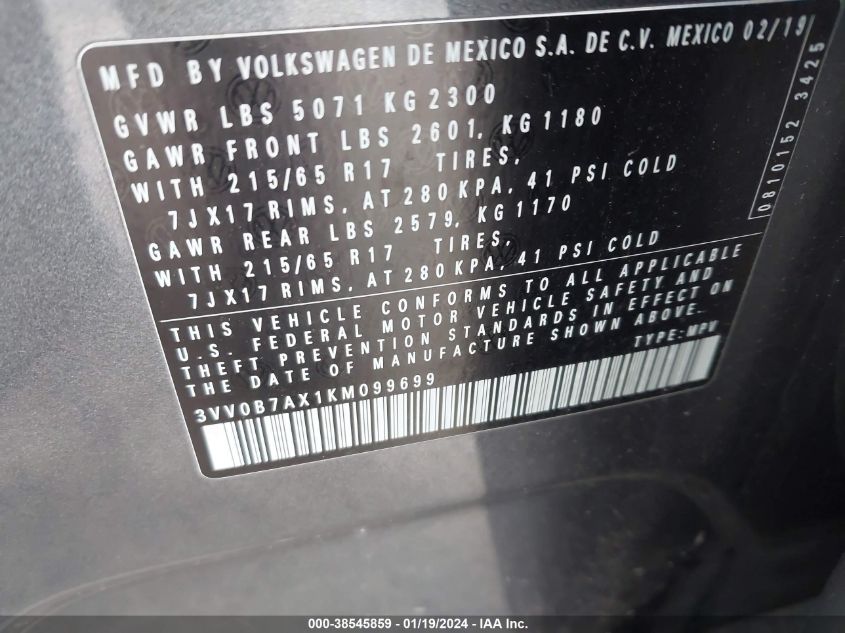 MFD BY VOLKSWAGEN DE MEXICO S.A. DE C.V. MEXICO 02/19
GVWR LBS 5071 KG 2300
GAWR FRONT LBS 2601, KG 1180
WITH 215/65 R17 TIRES,
7JX17 RIMS, AT 280 KPA, 41 PSI COLD
GAWR REAR LBS 2579, KG 1170
WITH 215/65 R17 TIRES,
7JX17 RIMS, AT 280 KPA, 41 PSI COLD
0810152 3425
THIS VEHICLE CONFORMS TO ALL APPLICABLE
U.S. FEDERAL MOTOR VEHICLE SAFETY AND
THEFT PREVENTION STANDARDS IN EFFECT ON
THE DATE OF MANUFACTURE SHOWN ABOVE.
TYPE:MPV
3VV0B7AX1KM099699
000-38545859 - 01/19/2024 - IAA Inc.